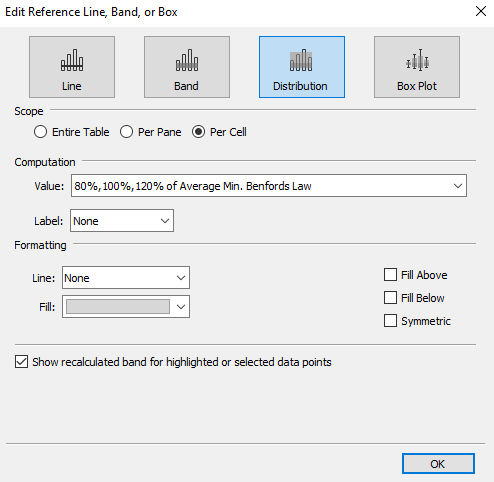 Edit Reference Line, Band, or Box
Line
Band
Distribution
Box Plot
Scope
Entire Table
Per Pane
Per Cell
Computation
Value: 80%,100%,120% of Average Min. Benfords Law
Label: None
Formatting
Line: None
Fill Above
Fill: Fill Below
Symmetric
Show recalculated band for highlighted or selected data points
OK